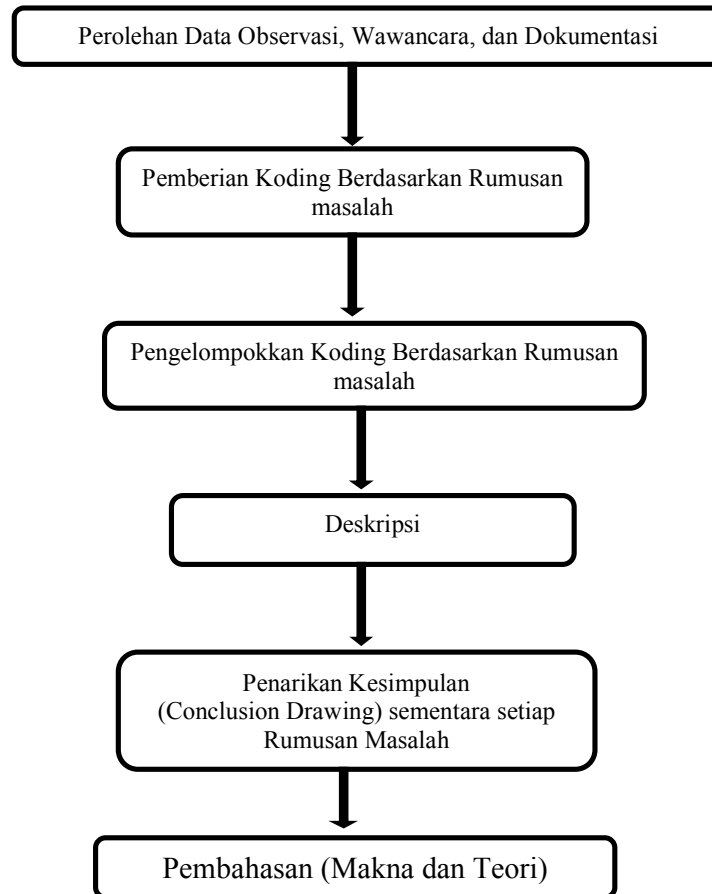 Perolehan Data Observasi, Wawancara, dan Dokumentasi
Pemberian Koding Berdasarkan Rumusan
masalah
Pengelompokkan Koding Berdasarkan Rumusan
masalah
Deskripsi
Penarikan Kesimpulan
(Conclusion Drawing) sementara setiap
Rumusan Masalah
Pembahasan (Makna dan Teori)